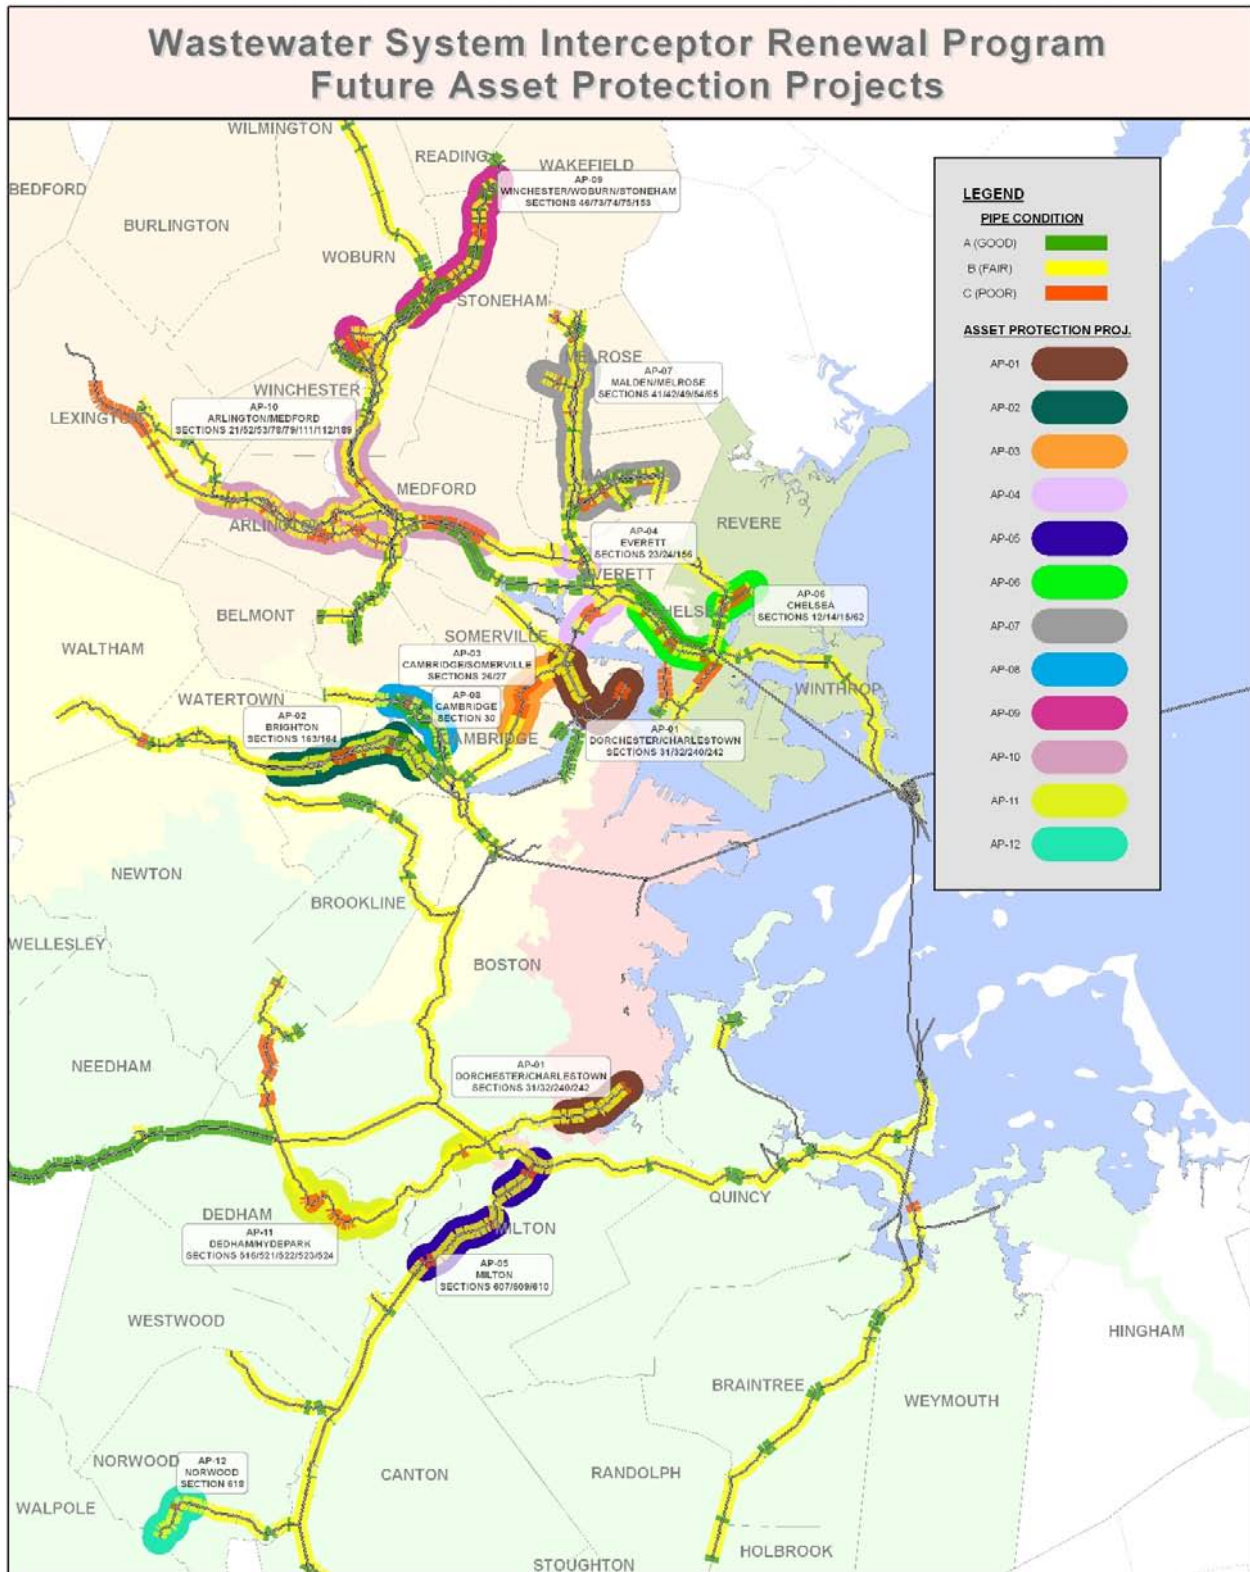 Wastewater System Interceptor Renewal Program
Future Asset Protection Projects
WILMINGTON
READING
WAKEFIELD
BEDFORD
BURLINGTON
AP-09
WINCHESTER/WOBURN/STONEHAM
SECTIONS 46/73/74/75/153
WOBURN
STONEHAM
MELROSE
AP-07
MALDEN/MELROSE
SECTIONS 41/42/49/54/65
WINCHESTER
LEXINGTON
AP-10
ARLINGTON/MEDFORD
SECTIONS 21/52/53/78/79/111/112/189
MEDFORD
ARLINGTON
REVERE
AP-04
EVERETT
SECTIONS 23/24/156
EVERETT
BELMONT
CHELSEA
AP-06
CHELSEA
SECTIONS 12/14/15/62
SOMERVILLE
WALTHAM
AP-03
CAMBRIDGE/SOMERVILLE
SECTIONS 26/27
WINTHROP
WATERTOWN
AP-08
CAMBRIDGE
SECTION 30
AP-02
BRIGHTON
SECTIONS 163/164
CAMBRIDGE
AP-01
DORCHESTER/CHARLESTOWN
SECTIONS 31/32/240/242
NEWTON
BROOKLINE
WELLESLEY
BOSTON
NEEDHAM
AP-01
DORCHESTER/CHARLESTOWN
SECTIONS 31/32/240/242
DEDHAM
AP-11
DEDHAM/HYDEPARK
SECTIONS 516/521/522/523/524
QUINCY
MILTON
AP-05
MILTON
SECTIONS 607/609/610
WESTWOOD
HINGHAM
BRAINTREE
WEYMOUTH
NORWOOD
AP-12
NORWOOD
SECTION 618
CANTON
RANDOLPH
WALPOLE
HOLBROOK
STOUGHTON
LEGEND
PIPE CONDITION
A (GOOD)
B (FAIR)
C (POOR)
ASSET PROTECTION PROJ.
AP-01
AP-02
AP-03
AP-04
AP-05
AP-06
AP-07
AP-08
AP-09
AP-10
AP-11
AP-12